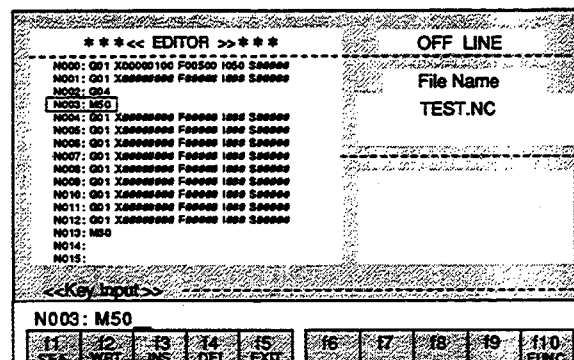 ***<< EDITOR >>***
N000: G01 X00000100 F00500 I050 S#####
N001: G01 X######## F##### I### S#####
N002: G04
N003: M50
N004: G01 X######## F##### I### S#####
N005: G01 X######## F##### I### S#####
N006: G01 X######## F##### I### S#####
N007: G01 X######## F##### I### S#####
N008: G01 X######## F##### I### S#####
N009: G01 X######## F##### I### S#####
N010: G01 X######## F##### I### S#####
N011: G01 X######## F##### I### S#####
N012: G01 X######## F##### I### S#####
N013: M30
N014:
N015:
OFF LINE
File Name
TEST.NC
<<Key Input>>
N003: M50_
f1 f2 f3 f4 f5 f6 f7 f8 f9 f10
SEA WRT INS DEL EXIT FUNC